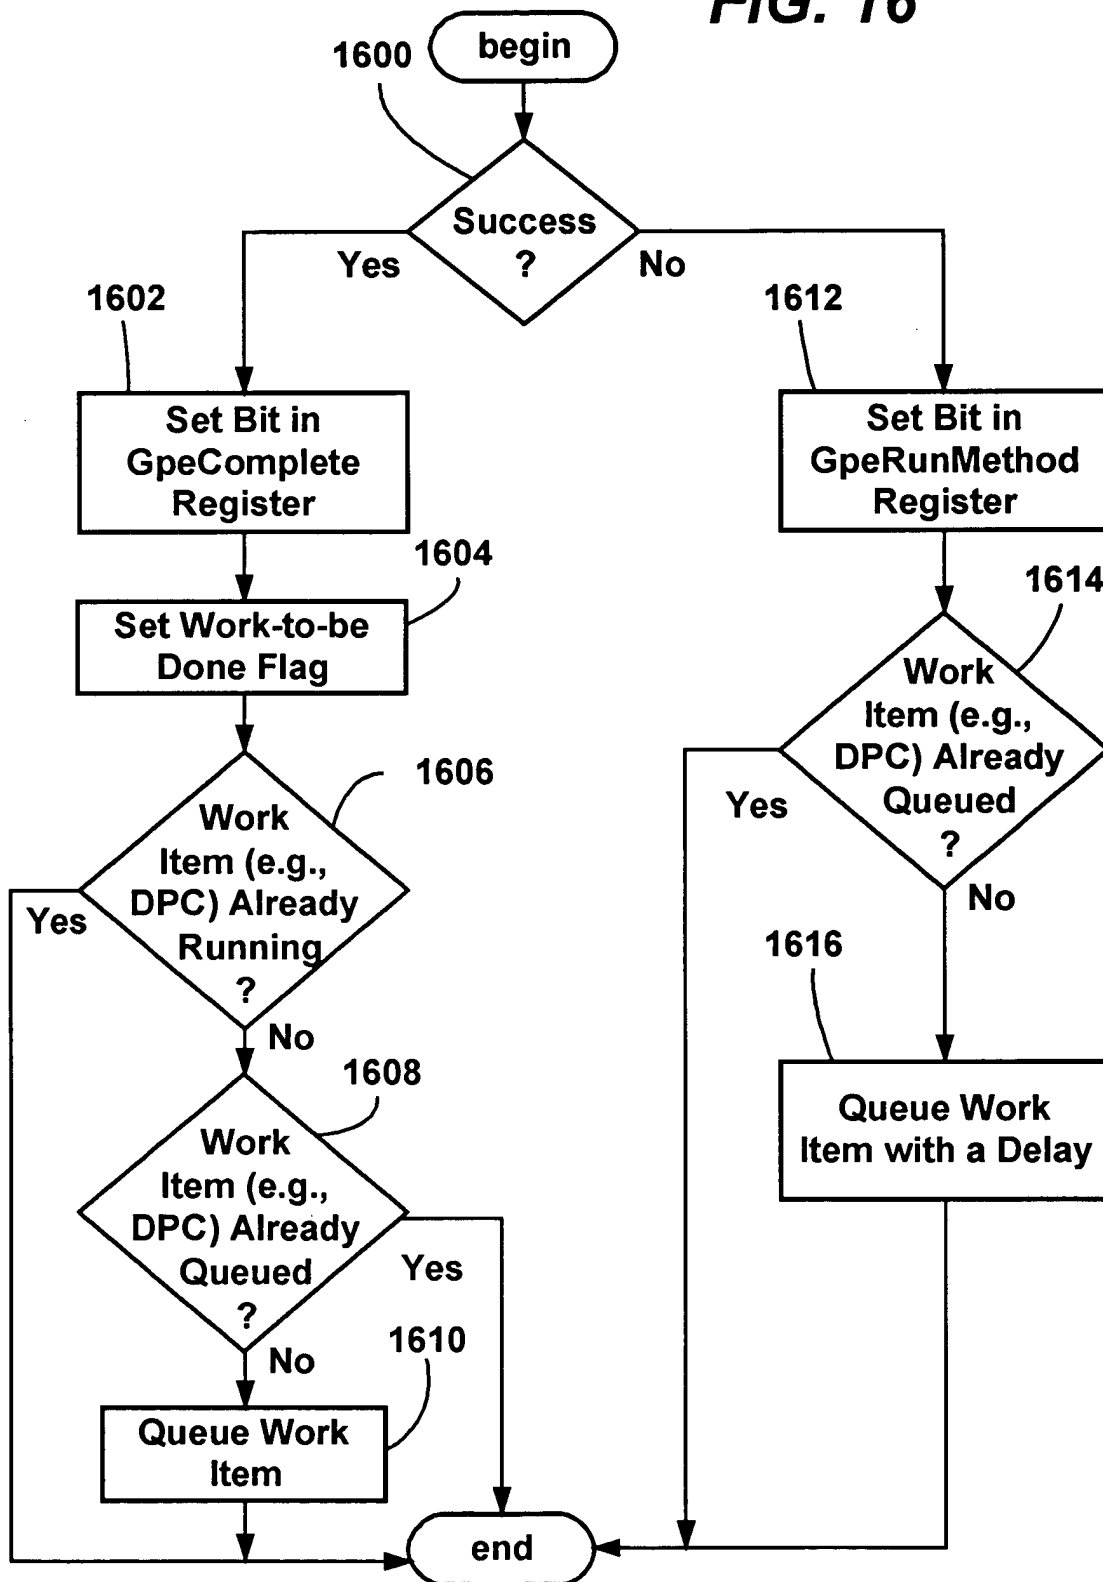 FIG. 16
begin
1600
Success
?
Yes
No
1602
1612
Set Bit in
GpeComplete
Register
Set Bit in
GpeRunMethod
Register
1604
1614
Set Work-to-be
Done Flag
Work
Item (e.g.,
DPC) Already
Queued
?
Yes
No
1606
Work
Item (e.g.,
DPC) Already
Running
?
Yes
No
1616
Queue Work
Item with a Delay
1608
Work
Item (e.g.,
DPC) Already
Queued
?
Yes
No
1610
Queue Work
Item
end